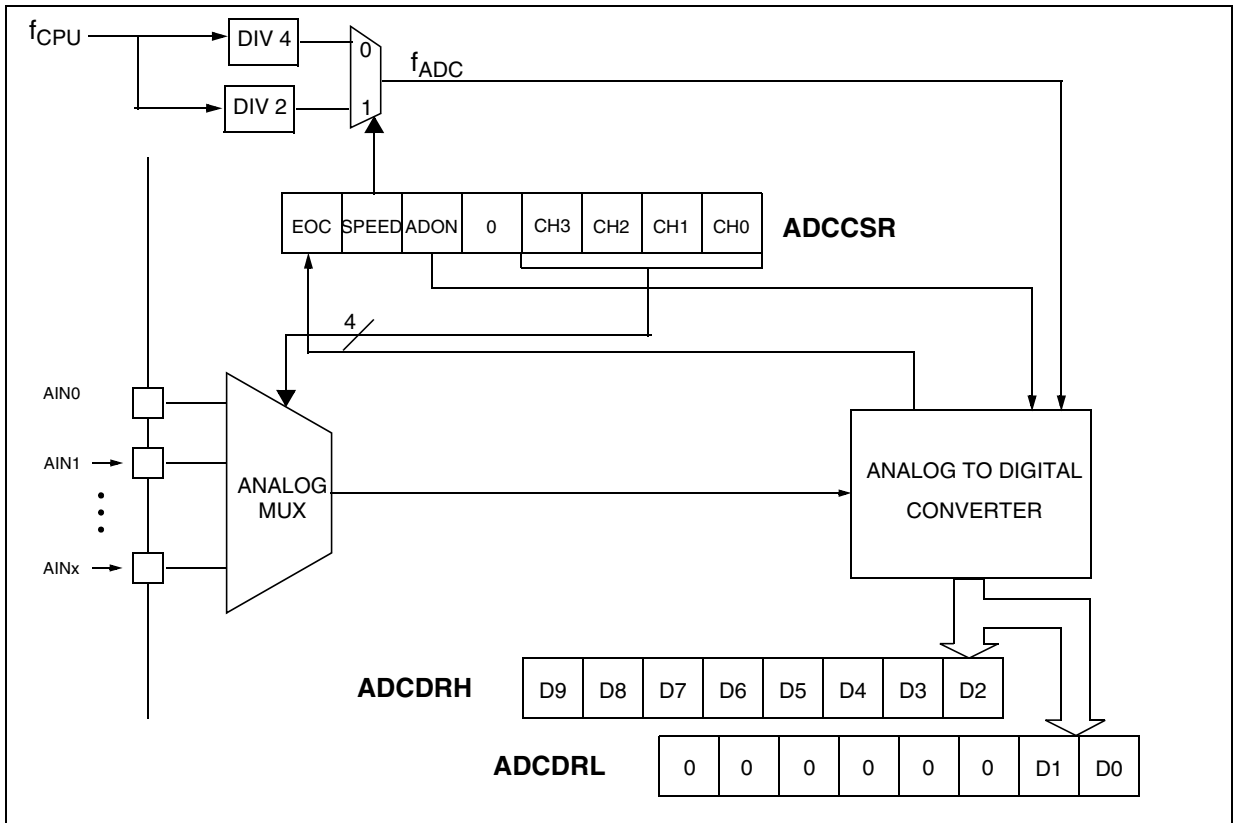 fCPU
DIV 4
0
fADC
DIV 2
1
EOC SPEED ADON 0 CH3 CH2 CH1 CH0 ADCCSR
4
AIN0
AIN1
ANALOG
MUX
ANALOG TO DIGITAL
CONVERTER
AINx
ADCDRH D9 D8 D7 D6 D5 D4 D3 D2
ADCDRL 0 0 0 0 0 0 D1 D0